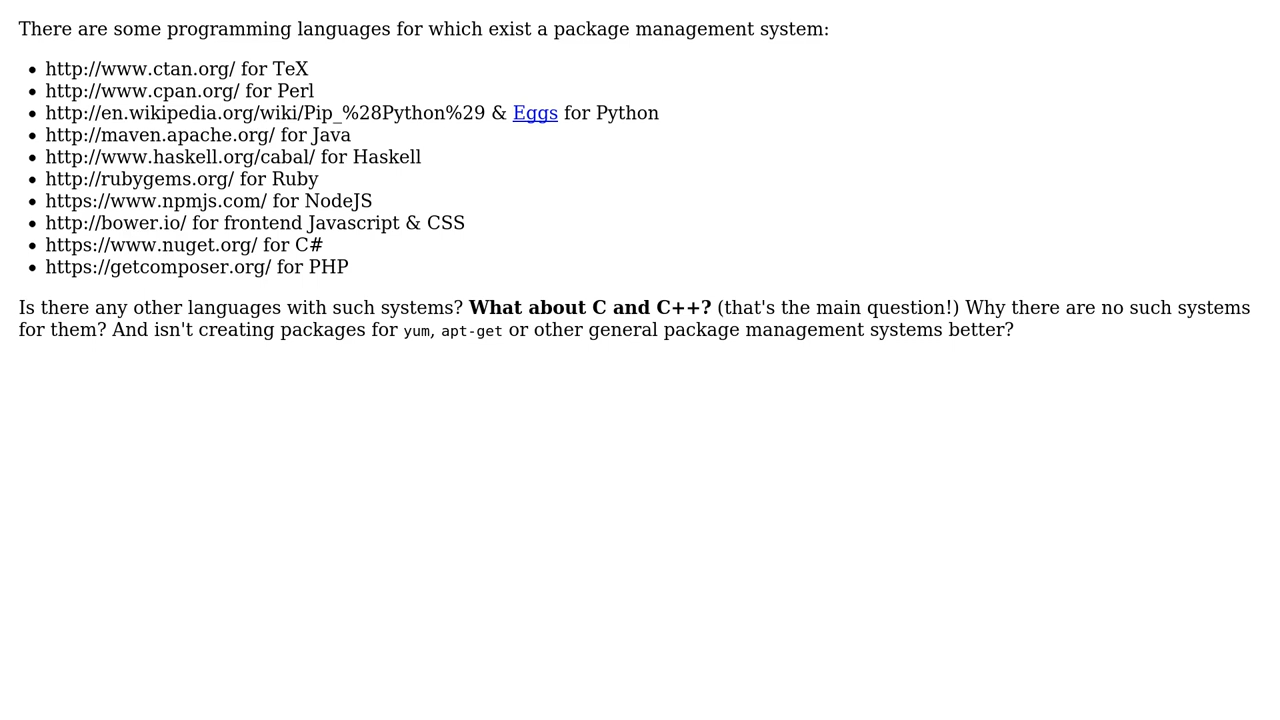 There are some programming languages for which exist a package management system:
• http://www.ctan.org/ for TeX
• http://www.cpan.org/ for Perl
• http://en.wikipedia.org/wiki/Pip_%28Python%29 & Eggs for Python
• http://maven.apache.org/ for Java
• http://www.haskell.org/cabal/ for Haskell
• http://rubygems.org/ for Ruby
• https://www.npmjs.com/ for NodeJS
• http://bower.io/ for frontend Javascript & CSS
• https://www.nuget.org/ for C#
• https://getcomposer.org/ for PHP
Is there any other languages with such systems? What about C and C++? (that's the main question!) Why there are no such systems
for them? And isn't creating packages for yum, apt-get or other general package management systems better?